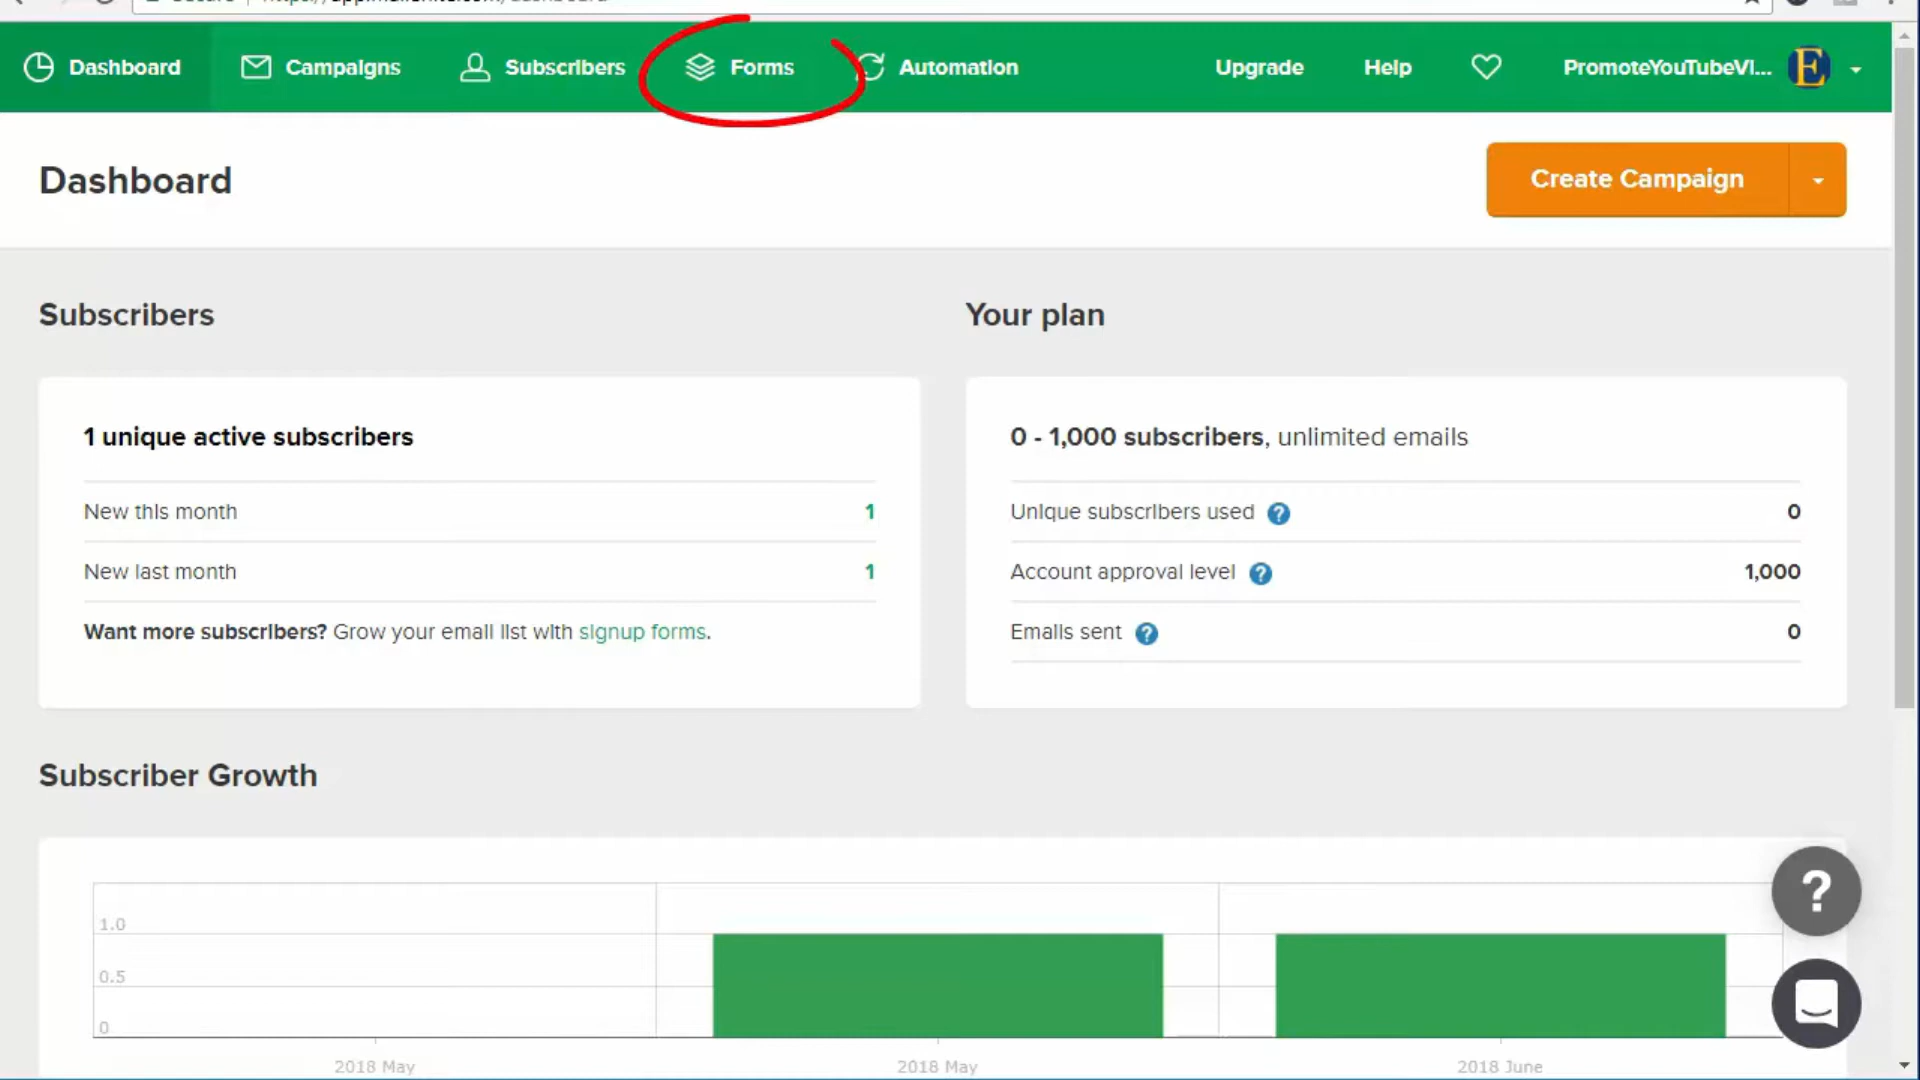 Dashboard
Campaigns
Subscribers
Forms
Automation
Upgrade
Help
PromoteYouTubeVI...
E
Dashboard
Create Campaign
Subscribers
Your plan
1 unique active subscribers
0 - 1,000 subscribers, unlimited emails
New this month 1
Unique subscribers used ? 0
New last month 1
Account approval level ? 1,000
Want more subscribers? Grow your email list with signup forms.
Emails sent ? 0
Subscriber Growth
1.0
0.5
0
2018 May
2018 May
2018 June
?